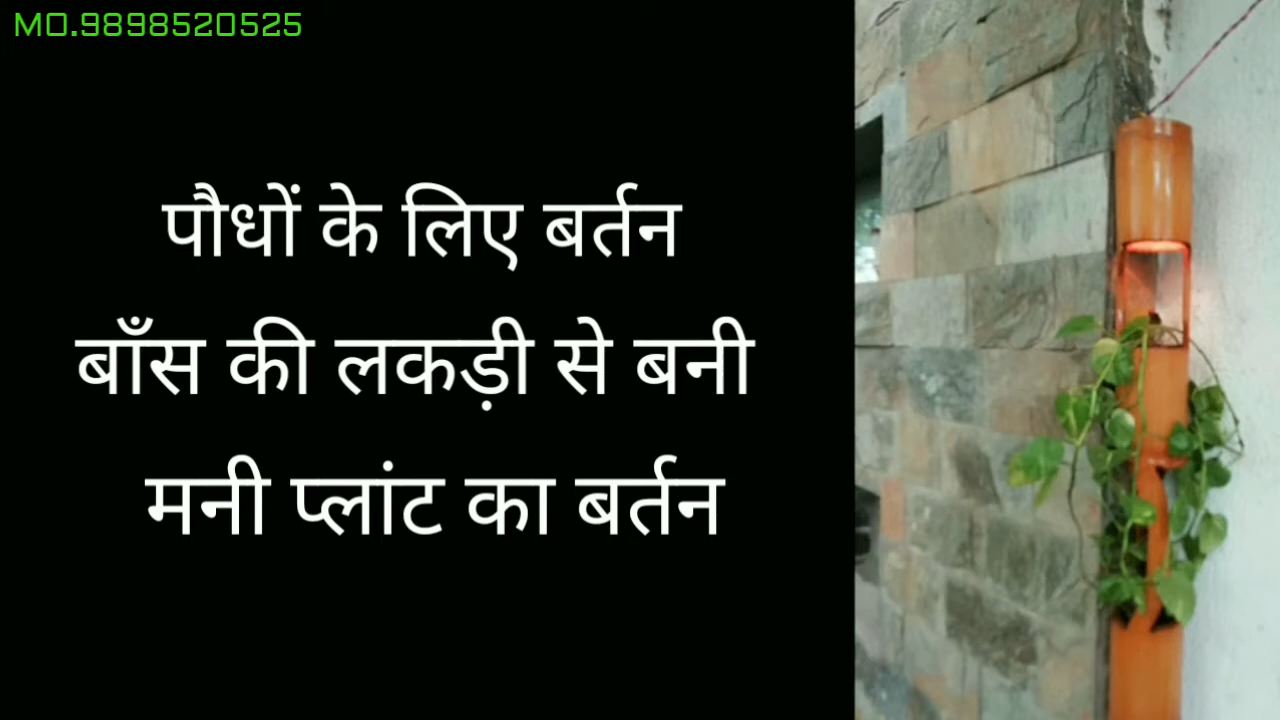 MO.9898520525
पौधों के लिए बर्तन
बाँस की लकड़ी से बनी
मनी प्लांट का बर्तन